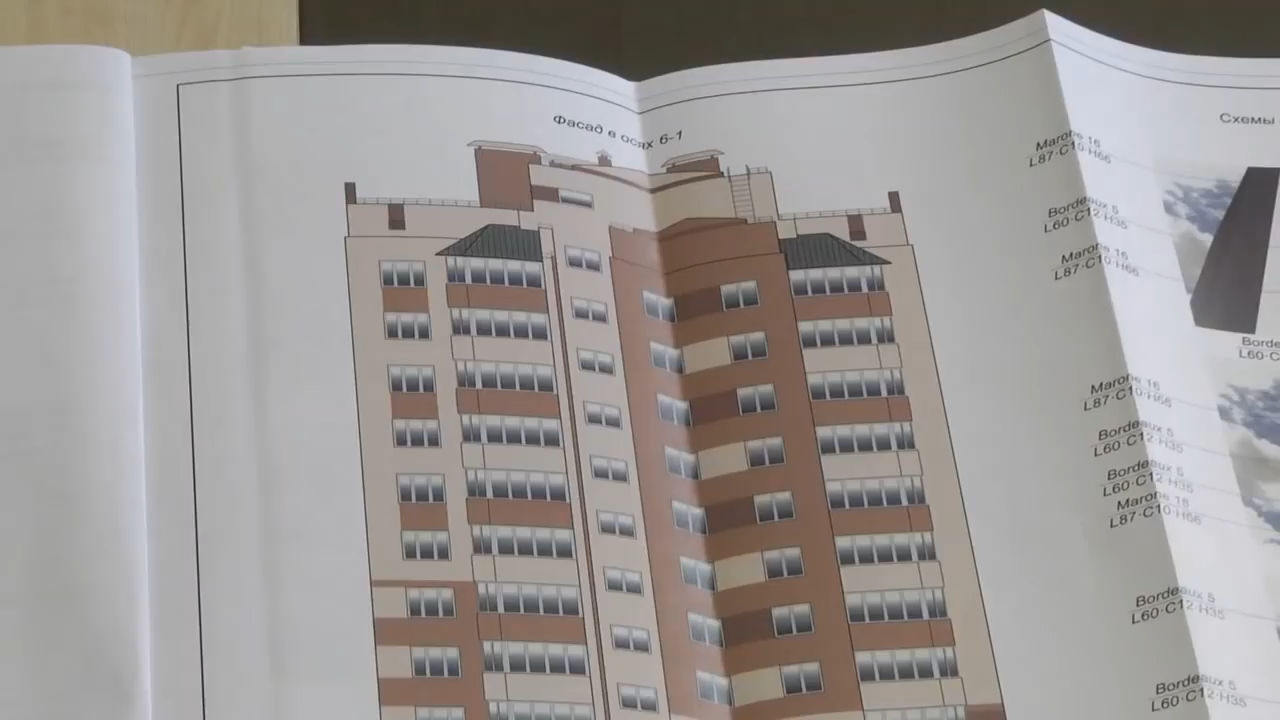 Фасад в осях 6-1
Схемы
Marone 16
L87·C10·H66
Bordeaux 5
L60·C12·H35
Marone 16
L87·C10·H66
Borde
L60·C
Marone 16
L87·C10·H66
Bordeaux 5
L60·C12·H35
Bordeaux 5
L60·C12·H35
Marone 16
L87·C10·H66
Bordeaux 5
L60·C12·H35
Bordeaux 5
L60·C12·H35